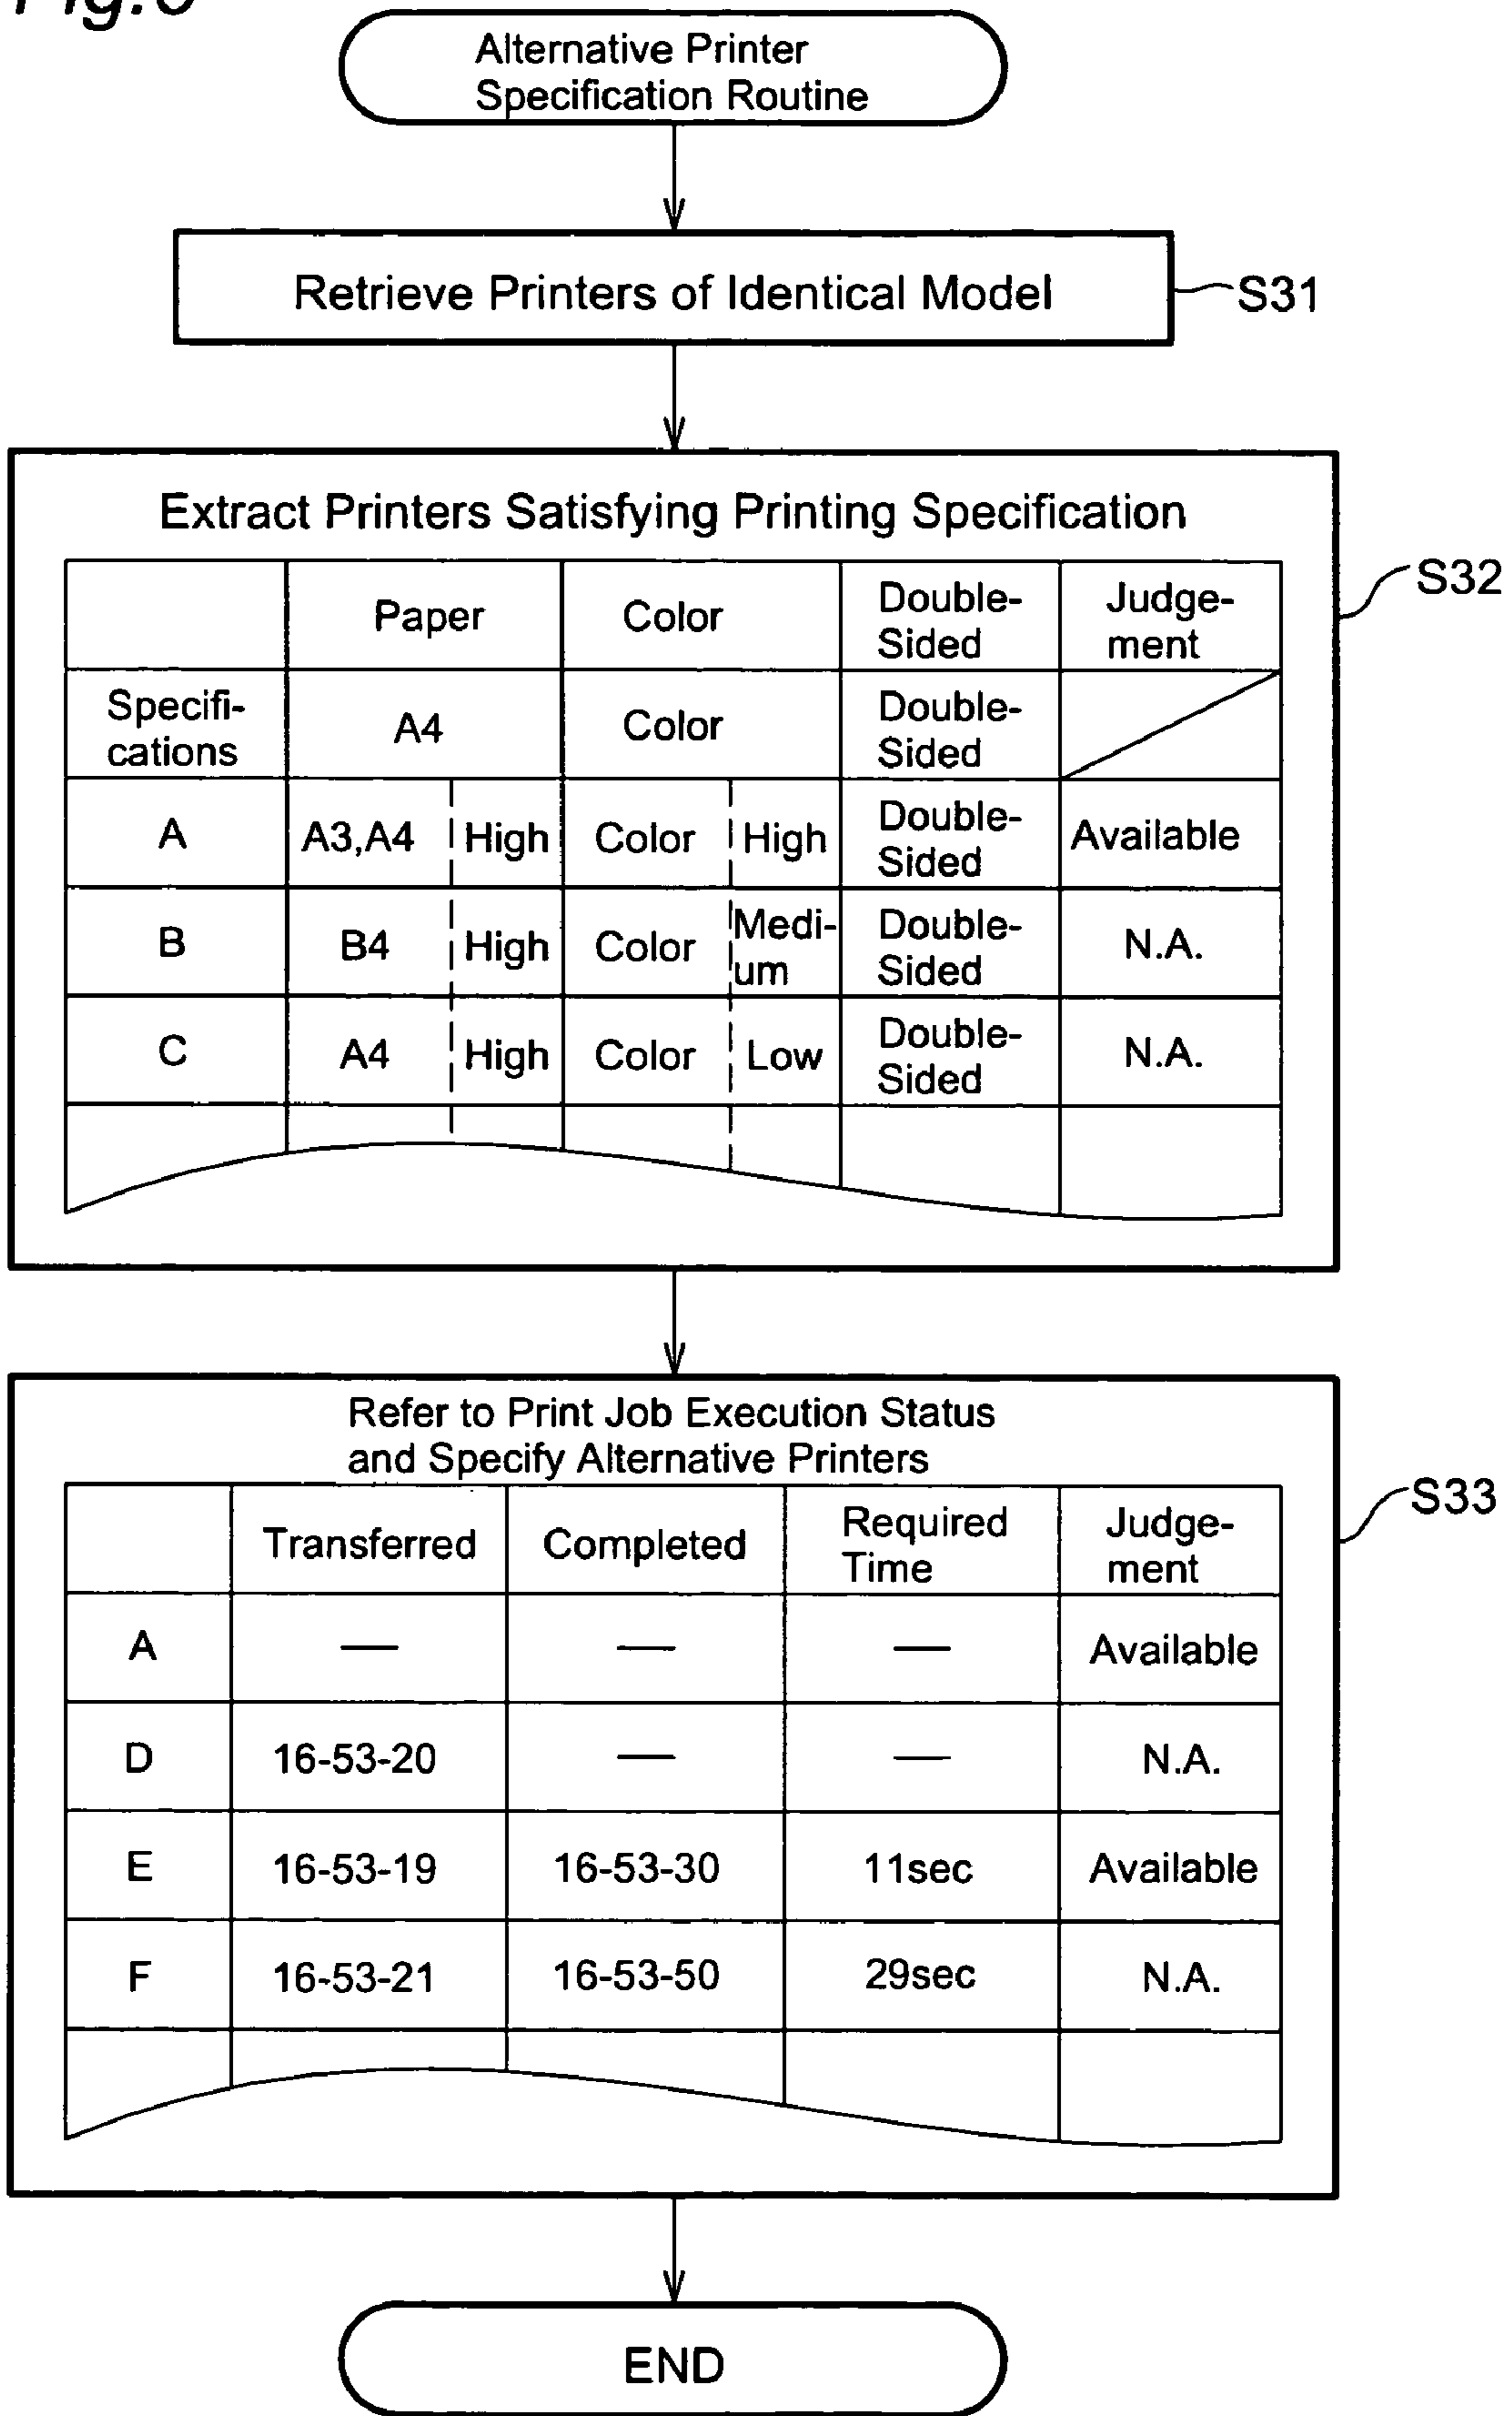 Alternative Printer
Specification Routine
Retrieve Printers of Identical Model
S31
Extract Printers Satisfying Printing Specification
S32
Paper Color Double-Sided Judge-ment
Specifi-cations A4 Color Double-Sided
A A3,A4 High Color High Double-Sided Available
B B4 High Color Medi-um Double-Sided N.A.
C A4 High Color Low Double-Sided N.A.
Refer to Print Job Execution Status
and Specify Alternative Printers
S33
Transferred Completed Required Time Judge-ment
A — — — Available
D 16-53-20 — — N.A.
E 16-53-19 16-53-30 11sec Available
F 16-53-21 16-53-50 29sec N.A.
END